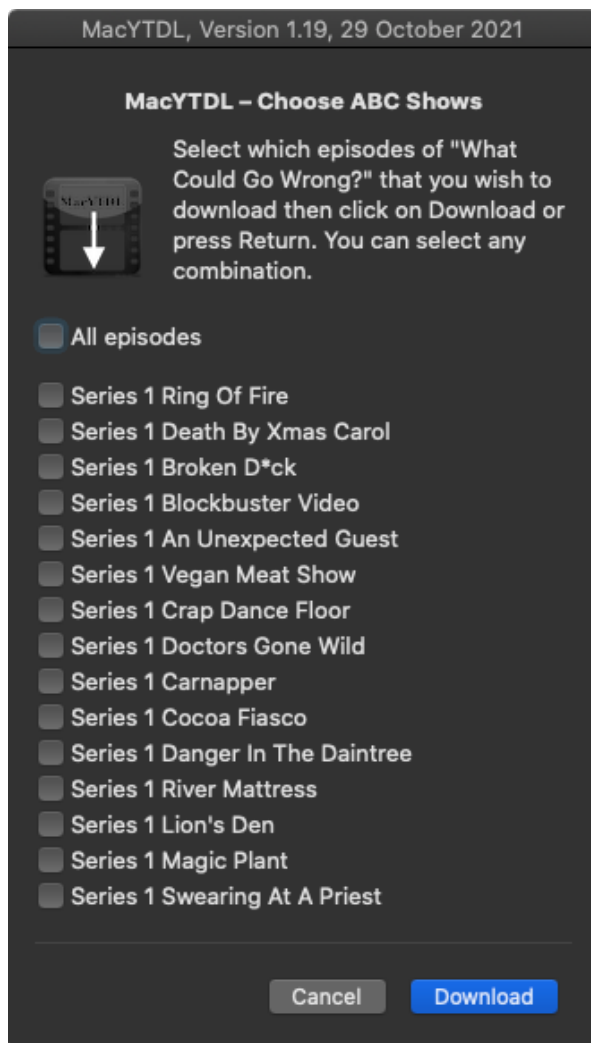 MacYTDL, Version 1.19, 29 October 2021
MacYTDL – Choose ABC Shows
Select which episodes of "What
Could Go Wrong?" that you wish to
download then click on Download or
press Return. You can select any
combination.
MacYTDL
All episodes
Series 1 Ring Of Fire
Series 1 Death By Xmas Carol
Series 1 Broken D*ck
Series 1 Blockbuster Video
Series 1 An Unexpected Guest
Series 1 Vegan Meat Show
Series 1 Crap Dance Floor
Series 1 Doctors Gone Wild
Series 1 Carnapper
Series 1 Cocoa Fiasco
Series 1 Danger In The Daintree
Series 1 River Mattress
Series 1 Lion's Den
Series 1 Magic Plant
Series 1 Swearing At A Priest
Cancel
Download